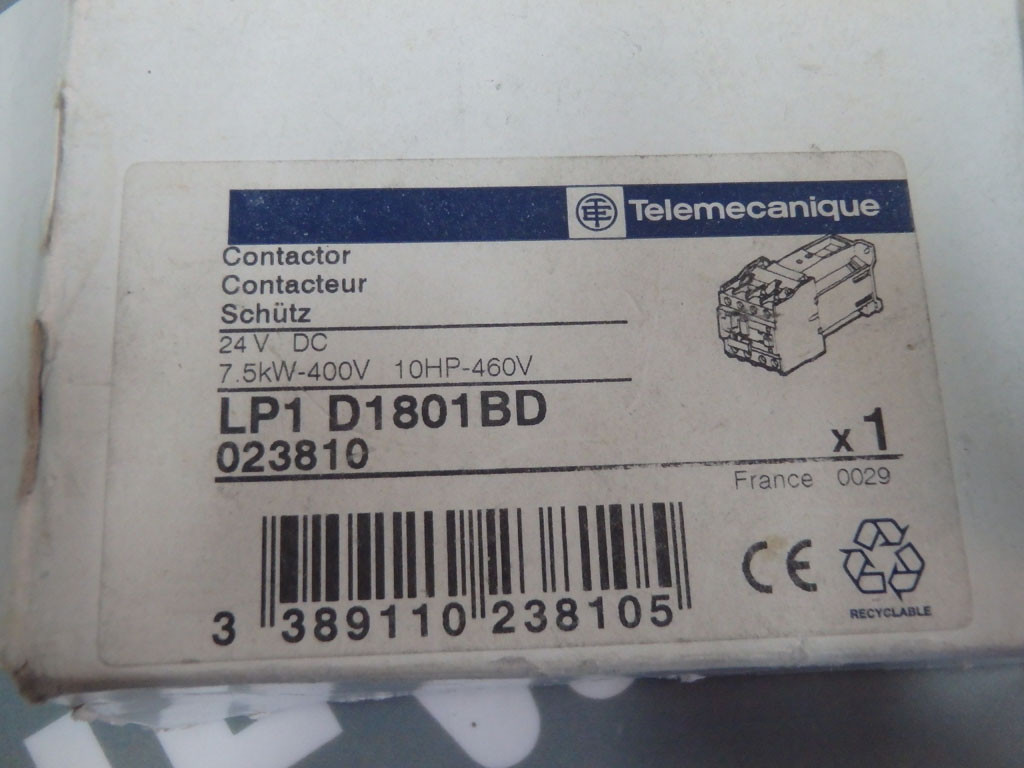 Telemecanique
Contactor
Contacteur
Schütz
24 V DC
7.5kW-400V 10HP-460V
LP1 D1801BD
023810
x 1
France 0029
3 389110 238105
CE
RECYCLABLE